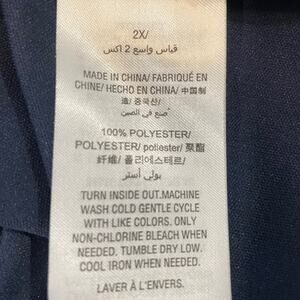 2X/
قياس واسع 2 اكس
MADE IN CHINA/ FABRIQUÉ EN
CHINE/ HECHO EN CHINA/ 中国制
造/ 중국산/
صنع في الصين
100% POLYESTER/
POLYESTER/ poliester/ 聚酯
纤维/ 폴리에스테르/
بولي أستر
TURN INSIDE OUT.MACHINE
WASH COLD GENTLE CYCLE
WITH LIKE COLORS. ONLY
NON-CHLORINE BLEACH WHEN
NEEDED. TUMBLE DRY LOW.
COOL IRON WHEN NEEDED.
LAVER À L'ENVERS.